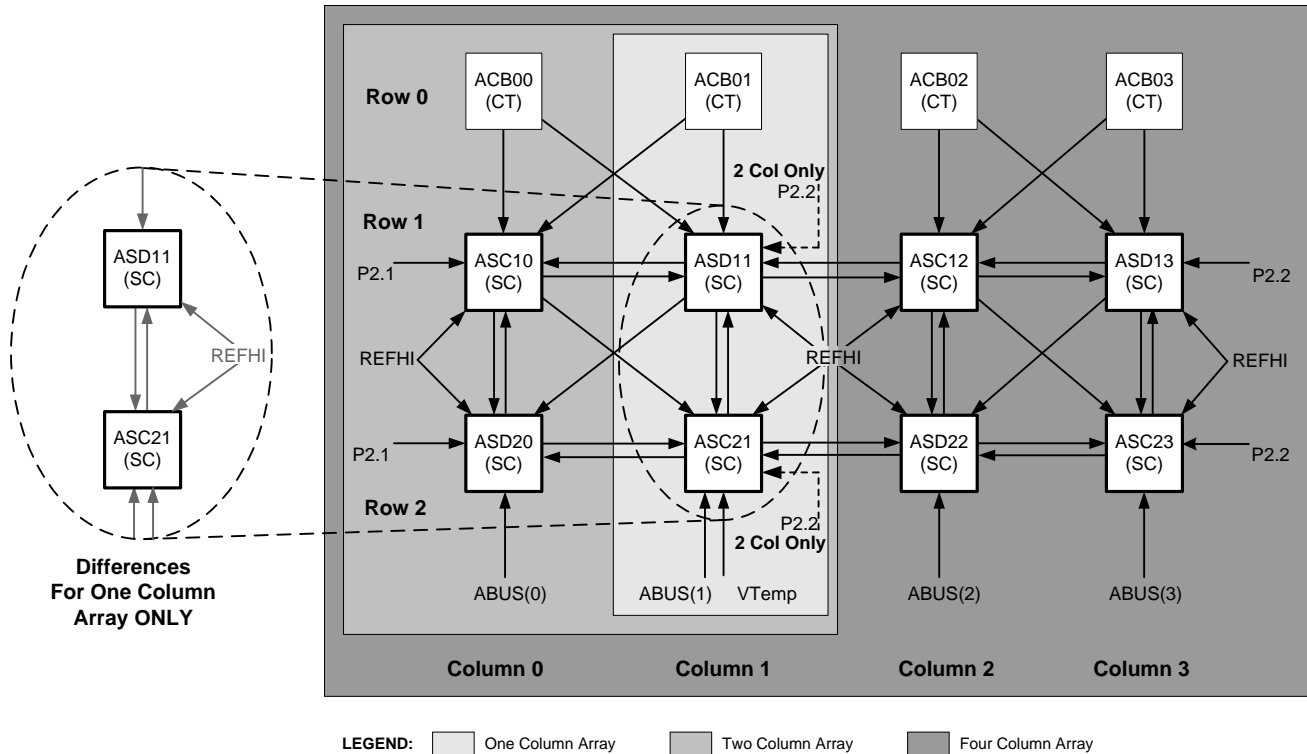 ACB00
(CT)
ACB01
(CT)
ACB02
(CT)
ACB03
(CT)
Row 0
2 Col Only
P2.2
Row 1
ASD11
(SC)
P2.1
ASC10
(SC)
ASD11
(SC)
ASC12
(SC)
ASD13
(SC)
P2.2
REFHI
REFHI
REFHI
REFHI
ASC21
(SC)
P2.1
ASD20
(SC)
ASC21
(SC)
ASD22
(SC)
ASC23
(SC)
P2.2
Row 2
P2.2
2 Col Only
Differences
For One Column
Array ONLY
ABUS(0)
ABUS(1)
VTemp
ABUS(2)
ABUS(3)
Column 0
Column 1
Column 2
Column 3
LEGEND:
One Column Array
Two Column Array
Four Column Array